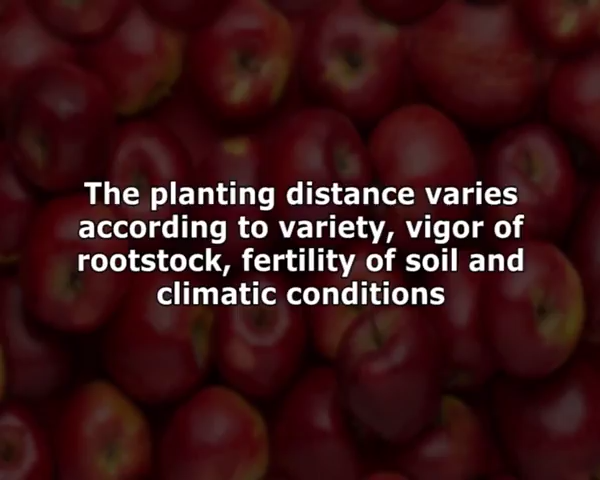 The planting distance varies
according to variety, vigor of
rootstock, fertility of soil and
climatic conditions